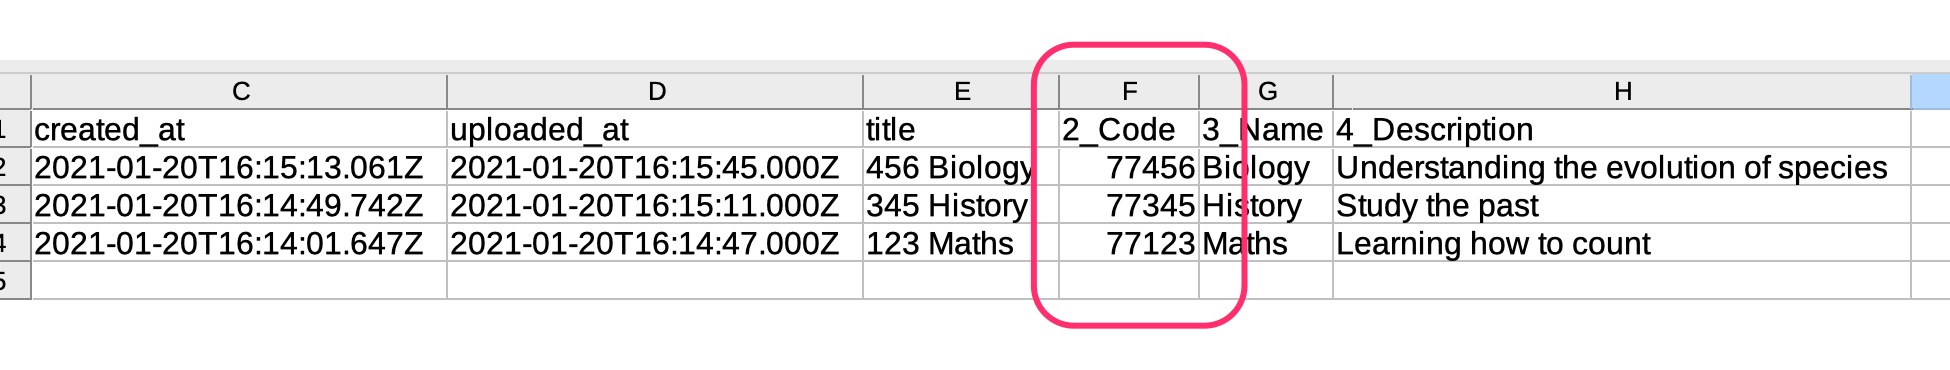 C D E F G H
1 created_at uploaded_at title 2_Code 3_Name 4_Description
2 2021-01-20T16:15:13.061Z 2021-01-20T16:15:45.000Z 456 Biology 77456 Biology Understanding the evolution of species
3 2021-01-20T16:14:49.742Z 2021-01-20T16:15:11.000Z 345 History 77345 History Study the past
4 2021-01-20T16:14:01.647Z 2021-01-20T16:14:47.000Z 123 Maths 77123 Maths Learning how to count
5